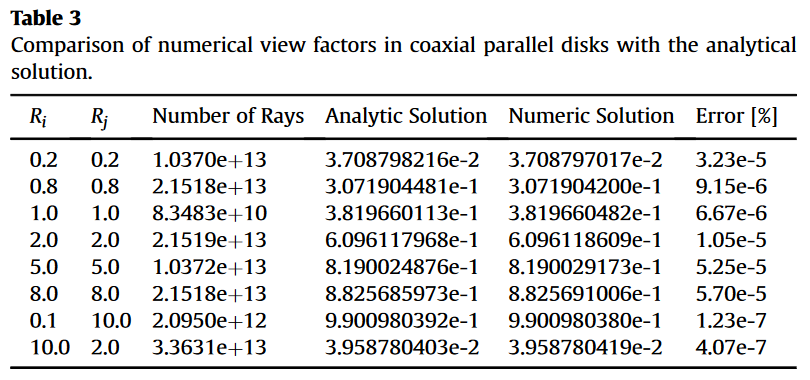 Table 3
Comparison of numerical view factors in coaxial parallel disks with the analytical
solution.
Ri Rj Number of Rays Analytic Solution Numeric Solution Error [%]
0.2 0.2 1.0370e+13 3.708798216e-2 3.708797017e-2 3.23e-5
0.8 0.8 2.1518e+13 3.071904481e-1 3.071904200e-1 9.15e-6
1.0 1.0 8.3483e+10 3.819660113e-1 3.819660482e-1 6.67e-6
2.0 2.0 2.1519e+13 6.096117968e-1 6.096118609e-1 1.05e-5
5.0 5.0 1.0372e+13 8.190024876e-1 8.190029173e-1 5.25e-5
8.0 8.0 2.1518e+13 8.825685973e-1 8.825691006e-1 5.70e-5
0.1 10.0 2.0950e+12 9.900980392e-1 9.900980380e-1 1.23e-7
10.0 2.0 3.3631e+13 3.958780403e-2 3.958780419e-2 4.07e-7